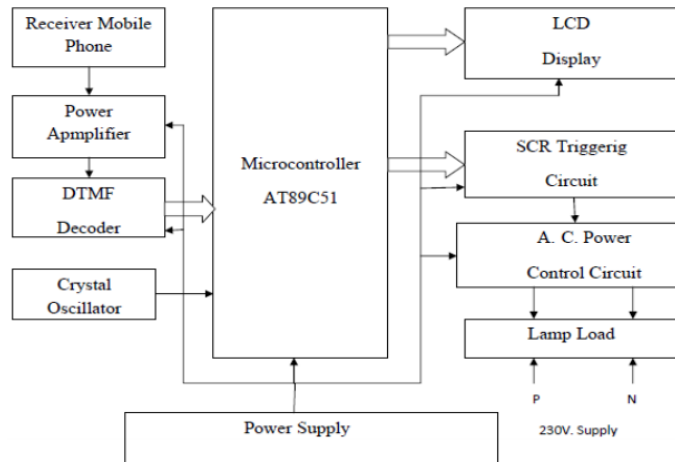 Receiver Mobile
Phone
Power
Apmplifier
DTMF
Decoder
Crystal
Oscillator
Microcontroller
AT89C51
Power Supply
LCD
Display
SCR Triggerig
Circuit
A. C. Power
Control Circuit
Lamp Load
P N
230V. Supply